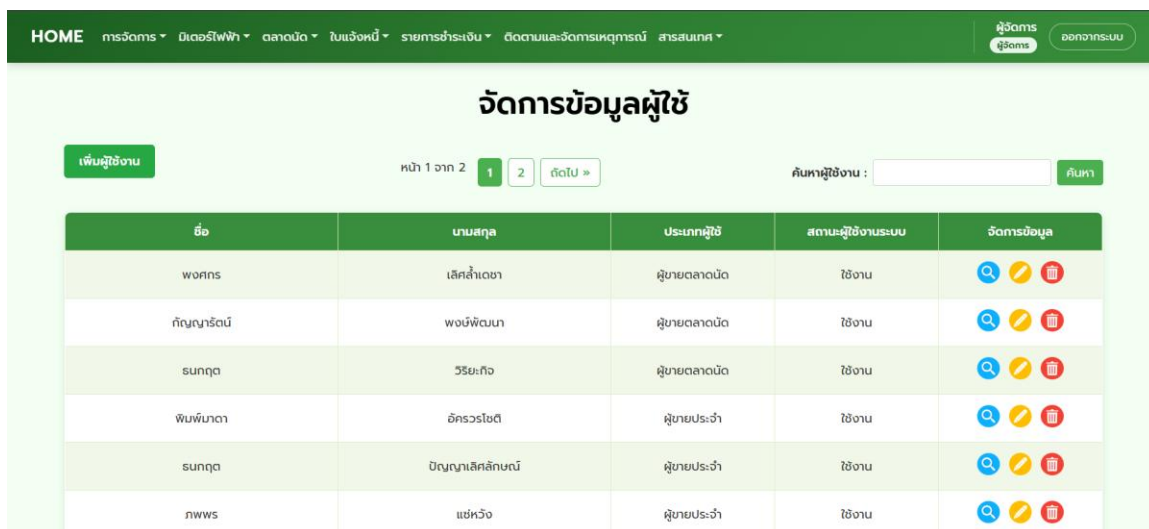 HOME การจัดการ มิเตอร์ไฟฟ้า ตลาดนัด ใบแจ้งหนี้ รายการชำระเงิน ติดตามและจัดการเหตุการณ์ สารสนเทศ ผู้จัดการ ออกจากระบบ
ผู้จัดการ
จัดการข้อมูลผู้ใช้
เพิ่มผู้ใช้งาน หน้า 1 จาก 2 1 2 ถัดไป » ค้นหาผู้ใช้งาน : ค้นหา
ชื่อ นามสกุล ประเภทผู้ใช้ สถานะผู้ใช้งานระบบ จัดการข้อมูล
พงศกร เลิศล้ำเดชา ผู้ขายตลาดนัด ใช้งาน
กัญญารัตน์ พงษ์พัฒนา ผู้ขายตลาดนัด ใช้งาน
ธนกฤต วิริยะกิจ ผู้ขายตลาดนัด ใช้งาน
พิมพ์มาดา อัครวรโชติ ผู้ขายประจำ ใช้งาน
ธนกฤต ปัญญาเลิศลักษณ์ ผู้ขายประจำ ใช้งาน
ภพพร แซ่หวัง ผู้ขายประจำ ใช้งาน